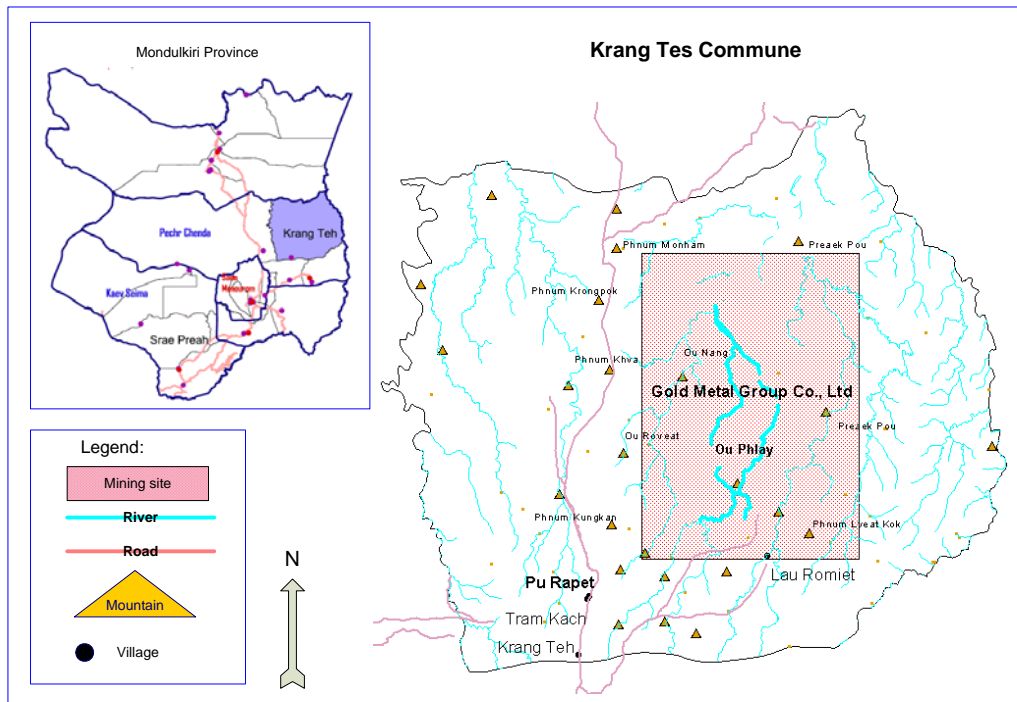 Krang Tes Commune
Mondulkiri Province
Pechr Chenda
Krang Teh
Kaev Seima
Srae Preah
Legend:
Mining site
River
Road
Mountain
Village
N
Phnum Monham
Preaek Pou
Phnum Krongpok
Phnum Khva
Ou Nang
Gold Metal Group Co., Ltd
Preaek Pou
Ou Roveat
Ou Phlay
Phnum Kungkan
Phnum Lveat Kok
Lau Romiet
Pu Rapet
Tram Kach
Krang Teh